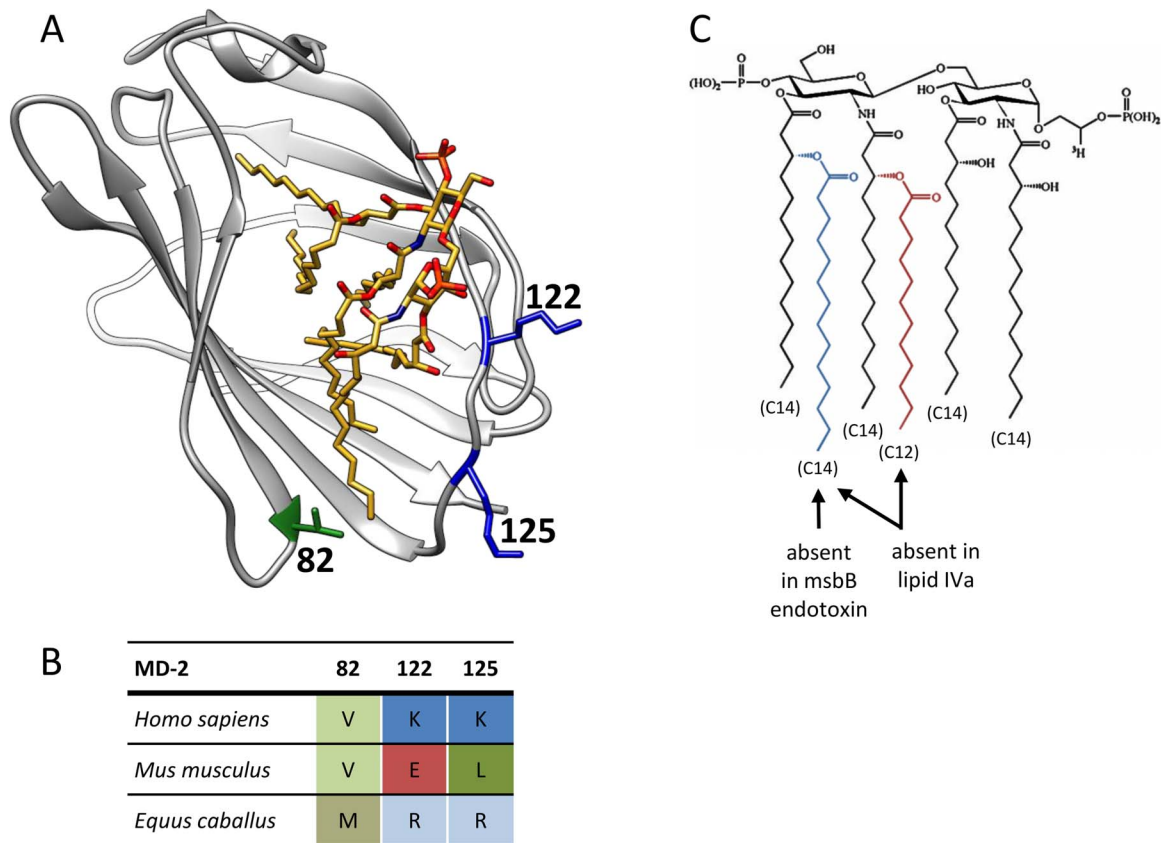 A
122
125
82
B
MD-2 82 122 125
Homo sapiens V K K
Mus musculus V E L
Equus caballus M R R
C
OH
O
(HO)₂
P
O
O
O
O
HO
O
O
O
NH
O
O
O
O
NH
O
O
P(OH)₂
³H
O
O
O
O
OH
OH
(C14)
(C14)
(C14)
(C12)
(C14)
(C14)
absent
in msbB
endotoxin
absent in
lipid IVa